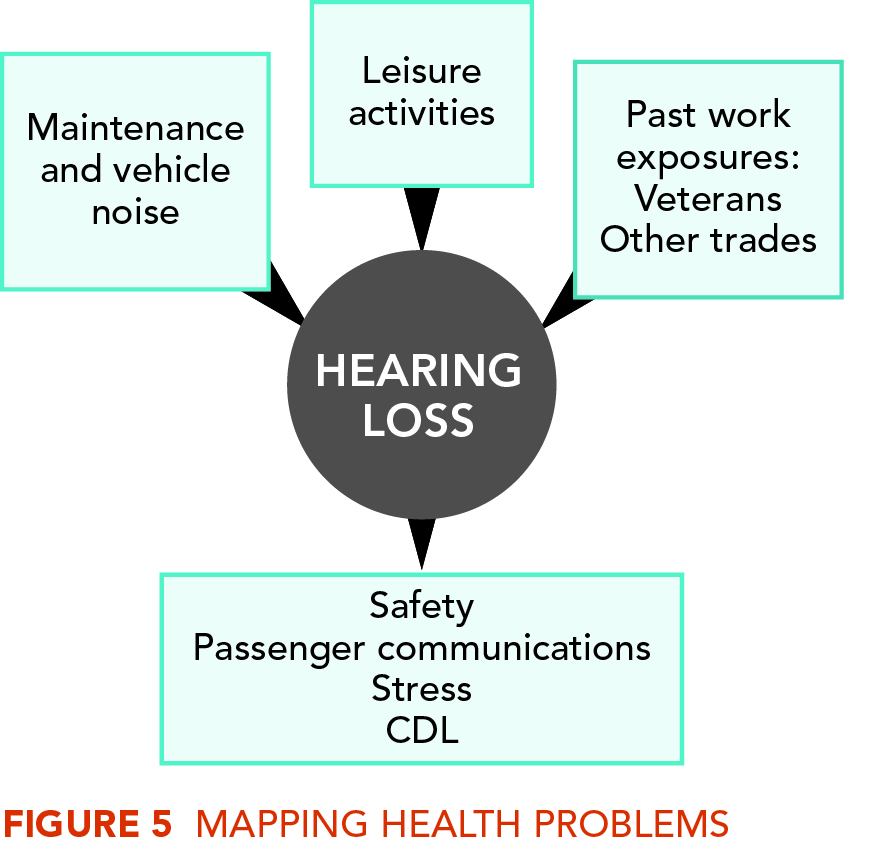 Maintenance
and vehicle
noise
Leisure
activities
Past work
exposures:
Veterans
Other trades
HEARING
LOSS
Safety
Passenger communications
Stress
CDL
FIGURE 5 MAPPING HEALTH PROBLEMS